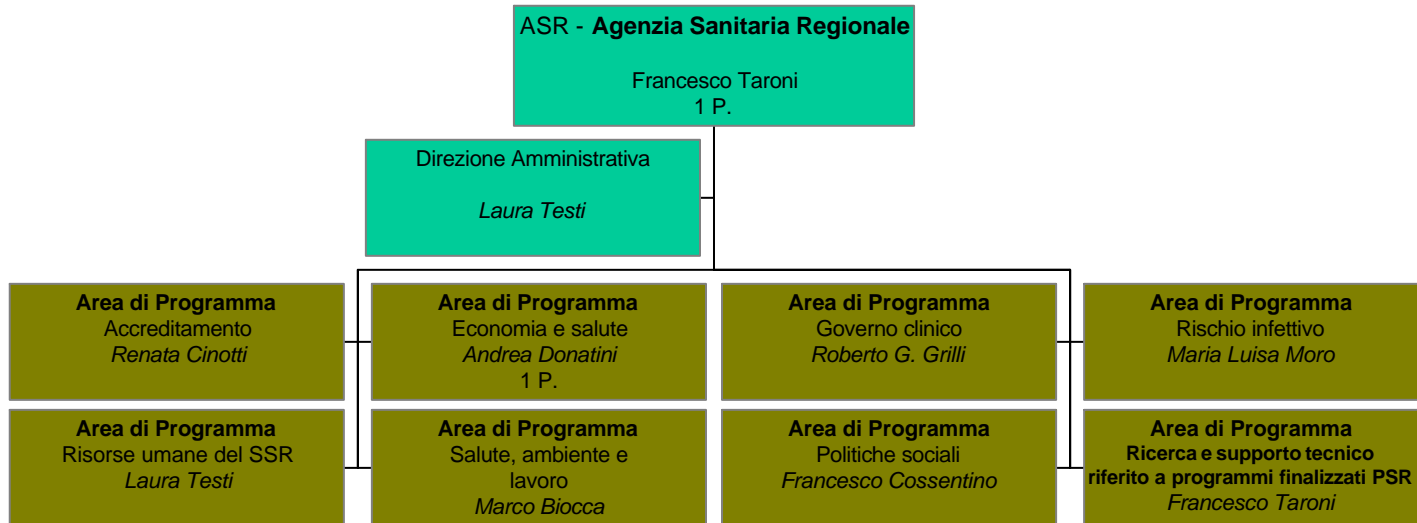 ASR - Agenzia Sanitaria Regionale
Francesco Taroni
1 P.
Direzione Amministrativa
Laura Testi
Area di Programma
Accreditamento
Renata Cinotti
Area di Programma
Economia e salute
Andrea Donatini
1 P.
Area di Programma
Governo clinico
Roberto G. Grilli
Area di Programma
Rischio infettivo
Maria Luisa Moro
Area di Programma
Risorse umane del SSR
Laura Testi
Area di Programma
Salute, ambiente e
lavoro
Marco Biocca
Area di Programma
Politiche sociali
Francesco Cossentino
Area di Programma
Ricerca e supporto tecnico
riferito a programmi finalizzati PSR
Francesco Taroni